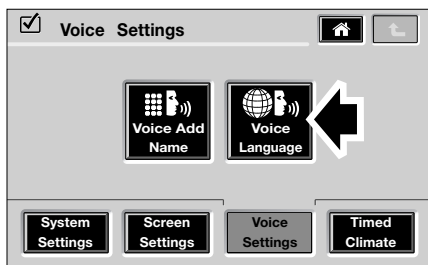 Voice Settings
Voice Add
Name
Voice
Language
System
Settings
Screen
Settings
Voice
Settings
Timed
Climate